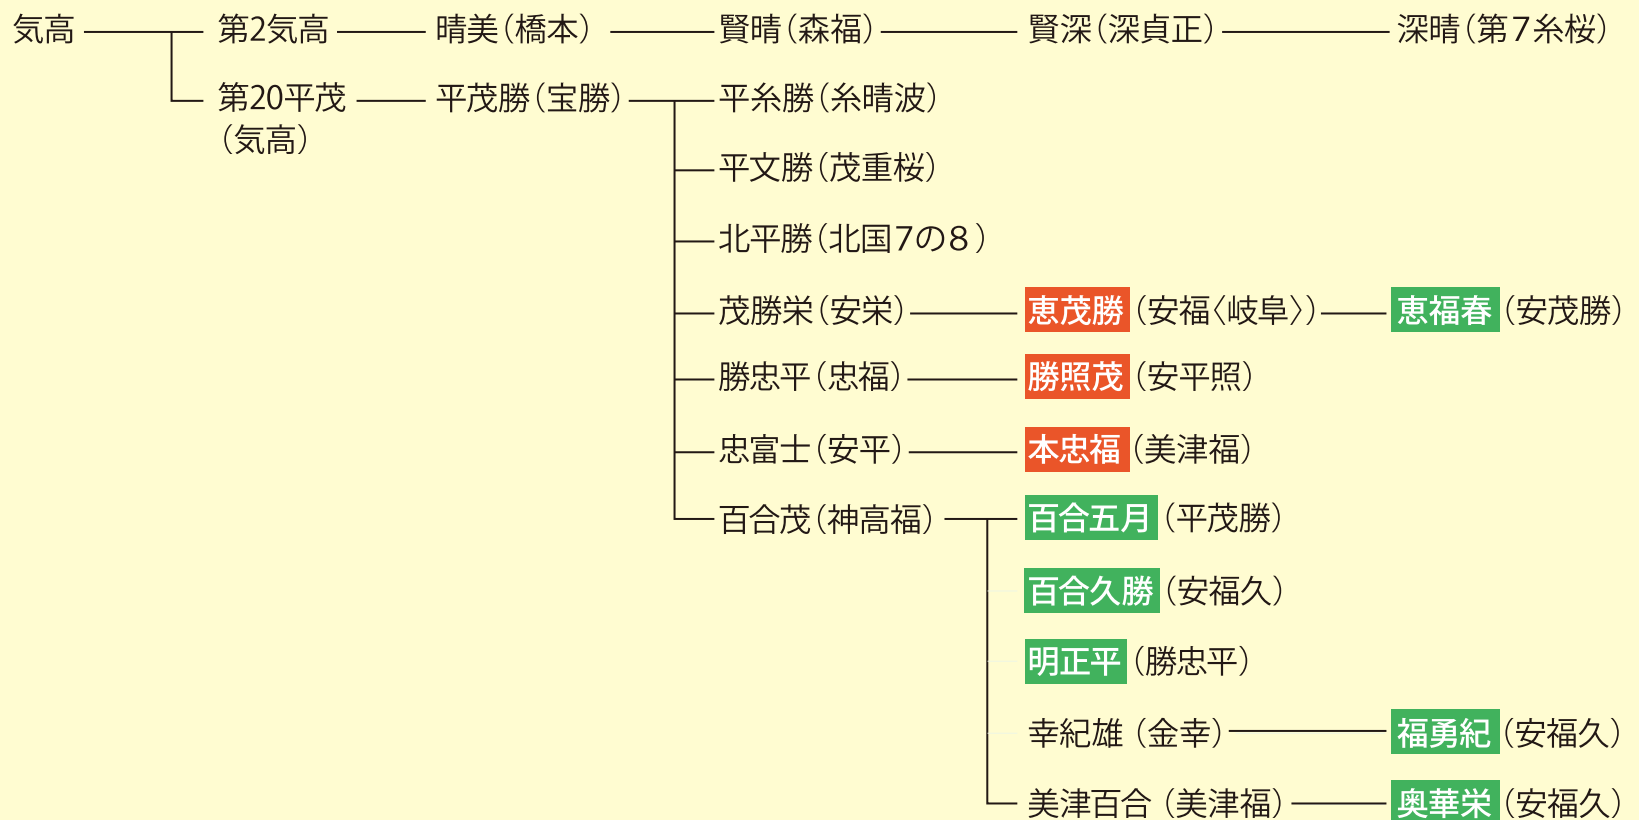 気高 第2気高 晴美（橋本） 賢晴（森福） 賢深（深貞正） 深晴（第７糸桜）
第20平茂 平茂勝（宝勝） 平糸勝（糸晴波）
（気高）
平文勝（茂重桜）
北平勝（北国７の８）
茂勝栄（安栄） 恵茂勝（安福〈岐阜〉） 恵福春（安茂勝）
勝忠平（忠福） 勝照茂（安平照）
忠富士（安平） 本忠福（美津福）
百合茂（神高福） 百合五月（平茂勝）
百合久勝（安福久）
明正平（勝忠平）
幸紀雄（金幸） 福勇紀（安福久）
美津百合（美津福） 奥華栄（安福久）